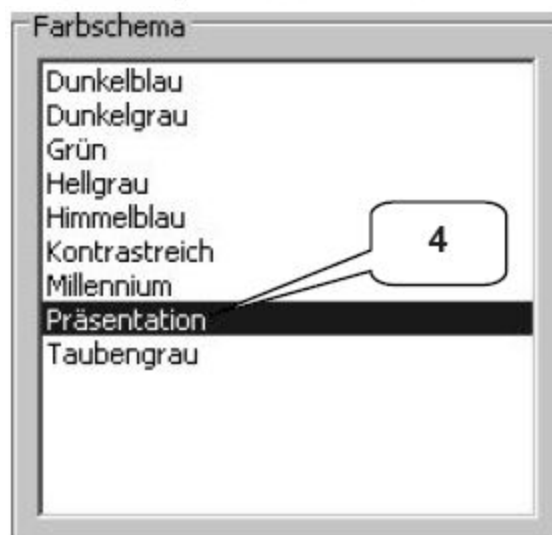 Farbschema
Dunkelblau
Dunkelgrau
Grün
Hellgrau
Himmelblau
Kontrastreich
4
Millennium
Präsentation
Taubengrau